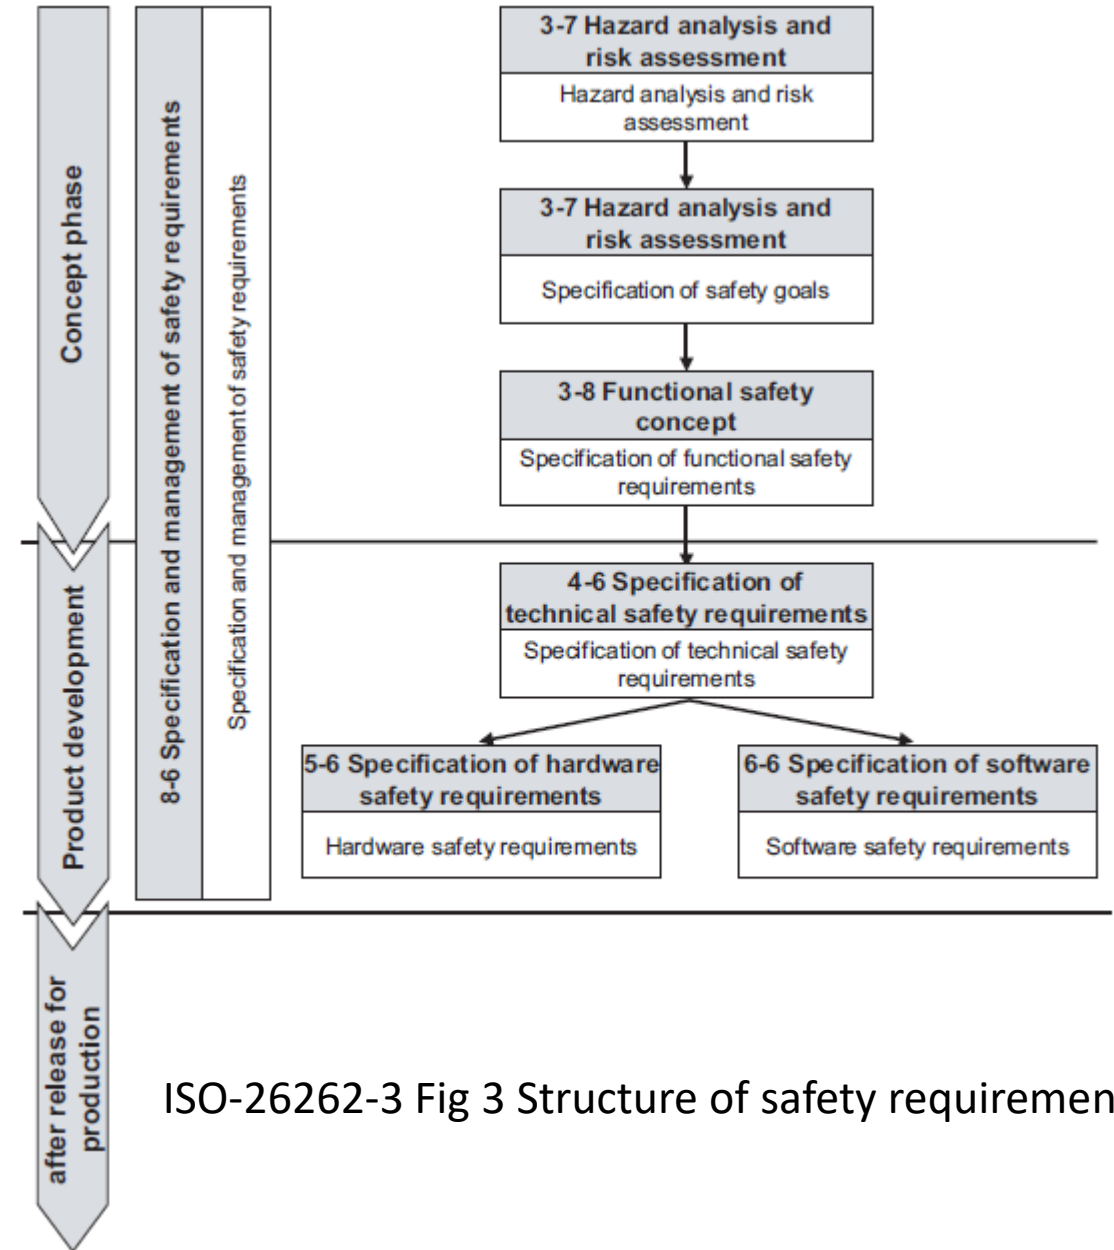 Concept phase
Product development
after release for
production
8-6 Specification and management of safety requirements
Specification and management of safety requirements
3-7 Hazard analysis and
risk assessment
Hazard analysis and risk
assessment
3-7 Hazard analysis and
risk assessment
Specification of safety goals
3-8 Functional safety
concept
Specification of functional safety
requirements
4-6 Specification of
technical safety requirements
Specification of technical safety
requirements
5-6 Specification of hardware
safety requirements
Hardware safety requirements
6-6 Specification of software
safety requirements
Software safety requirements
ISO-26262-3 Fig 3 Structure of safety requiremen